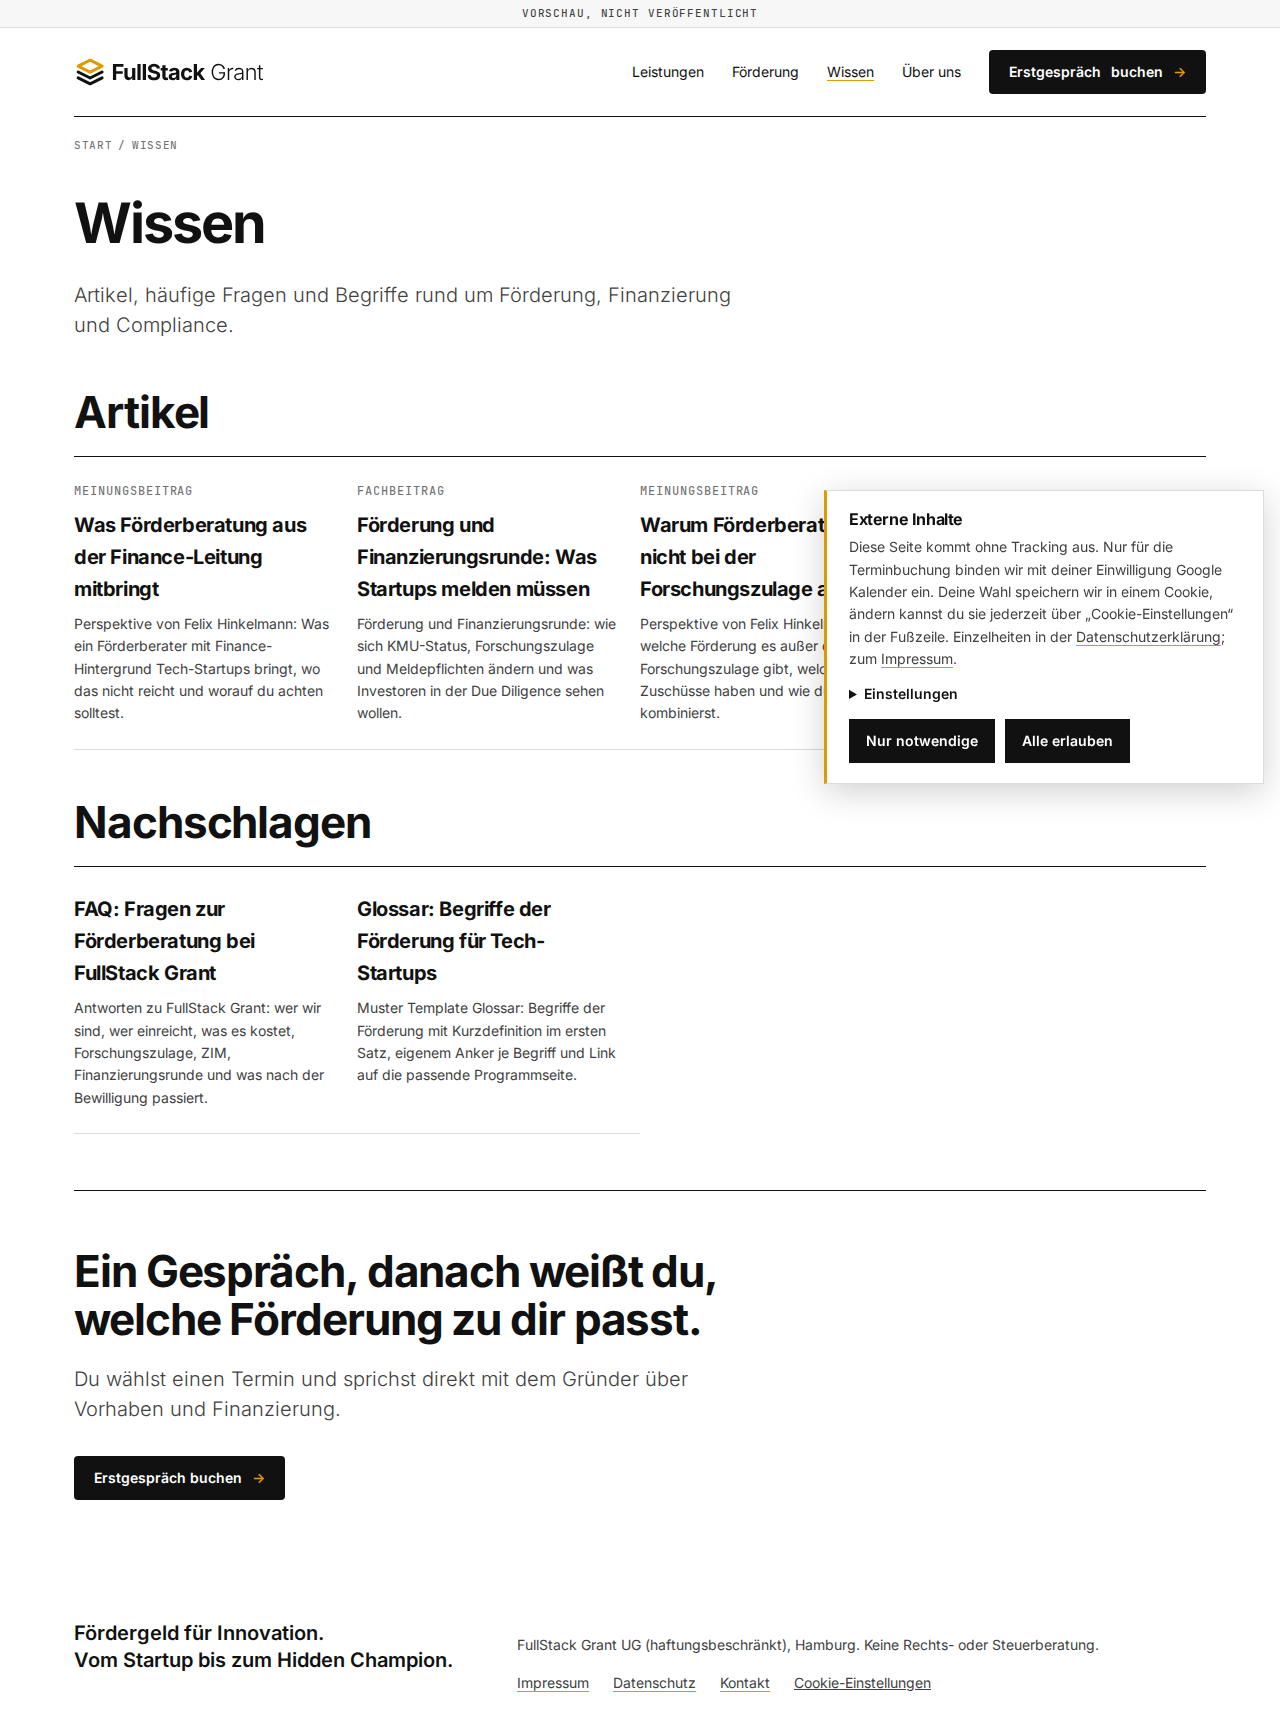 VORSCHAU, NICHT VERÖFFENTLICHT
FullStack Grant
Leistungen
Förderung
Wissen
Über uns
Erstgespräch buchen →
START / WISSEN
Wissen
Artikel, häufige Fragen und Begriffe rund um Förderung, Finanzierung
und Compliance.
Artikel
MEINUNGSBEITRAG
Was Förderberatung aus
der Finance-Leitung
mitbringt
Perspektive von Felix Hinkelmann: Was
ein Förderberater mit Finance-
Hintergrund Tech-Startups bringt, wo
das nicht reicht und worauf du achten
solltest.
FACHBEITRAG
Förderung und
Finanzierungsrunde: Was
Startups melden müssen
Förderung und Finanzierungsrunde: wie
sich KMU-Status, Forschungszulage
und Meldepflichten ändern und was
Investoren in der Due Diligence sehen
wollen.
MEINUNGSBEITRAG
Warum Förderberat
nicht bei der
Forschungszulage
Perspektive von Felix Hinkel
welche Förderung es außer
Forschungszulage gibt,
Zuschüsse haben und wie
kombinierst.
Externe Inhalte
Diese Seite kommt ohne Tracking aus. Nur für die
Terminbuchung binden wir mit deiner Einwilligung Google
Kalender ein. Deine Wahl speichern wir in einem Cookie,
ändern kannst du sie jederzeit über „Cookie-Einstellungen“
in der Fußzeile. Einzelheiten in der Datenschutzerklärung;
zum Impressum.
▶ Einstellungen
Nur notwendige
Alle erlauben
Nachschlagen
FAQ: Fragen zur
Förderberatung bei
FullStack Grant
Antworten zu FullStack Grant: wer wir
sind, wer einreicht, was es kostet,
Forschungszulage, ZIM,
Finanzierungsrunde und was nach der
Bewilligung passiert.
Glossar: Begriffe der
Förderung für Tech-
Startups
Muster Template Glossar: Begriffe der
Förderung mit Kurzdefinition im ersten
Satz, eigenem Anker je Begriff und Link
auf die passende Programmseite.
Ein Gespräch, danach weißt du,
welche Förderung zu dir passt.
Du wählst einen Termin und sprichst direkt mit dem Gründer über
Vorhaben und Finanzierung.
Erstgespräch buchen →
Fördergeld für Innovation.
Vom Startup bis zum Hidden Champion.
FullStack Grant UG (haftungsbeschränkt), Hamburg. Keine Rechts- oder Steuerberatung.
Impressum
Datenschutz
Kontakt
Cookie-Einstellungen